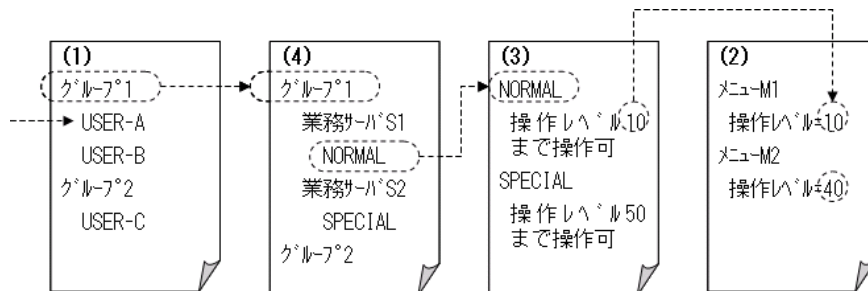 (1)
グループ1
USER-A
USER-B
グループ2
USER-C
(4)
グループ1
業務サーバS1
NORMAL
業務サーバS2
SPECIAL
グループ2
(3)
NORMAL
操作レベル10
まで操作可
SPECIAL
操作レベル50
まで操作可
(2)
メニューM1
操作レベル=10
メニューM2
操作レベル=40